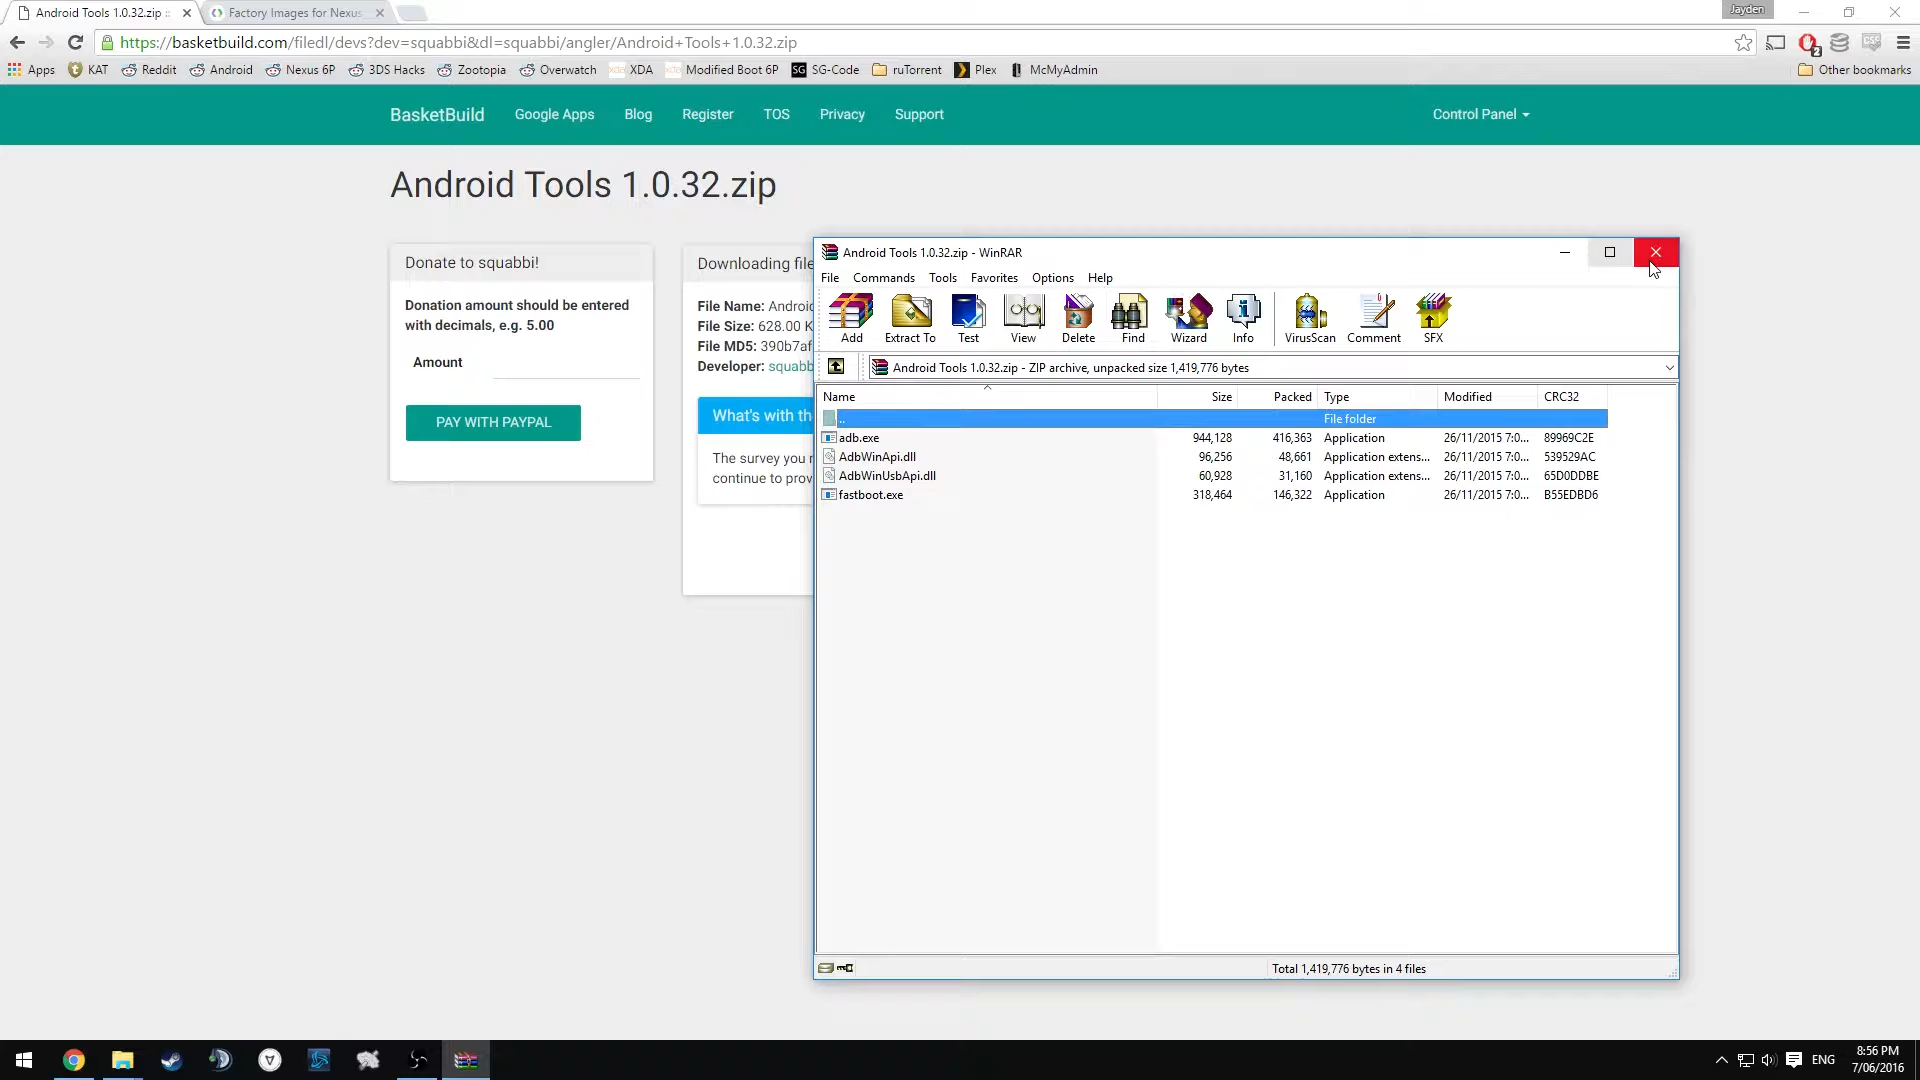 Android Tools 1.0.32.zip ::
Factory Images for Nexus
Jayden
https://basketbuild.com/filedl/devs?dev=squabbi&dl=squabbi/angler/Android+Tools+1.0.32.zip
2
CSS
Apps
KAT
Reddit
Android
Nexus 6P
3DS Hacks
Zootopia
Overwatch
XDA
Modified Boot 6P
SG SG-Code
ruTorrent
Plex
McMyAdmin
Other bookmarks
BasketBuild
Google Apps
Blog
Register
TOS
Privacy
Support
Control Panel
Android Tools 1.0.32.zip
Donate to squabbi!
Donation amount should be entered
with decimals, e.g. 5.00
Amount
PAY WITH PAYPAL
Downloading file
File Name: Android
File Size: 628.00 K
File MD5: 390b7af
Developer: squabb
What's with th
The survey you
continue to prov
Android Tools 1.0.32.zip - WinRAR
File Commands Tools Favorites Options Help
Add
Extract To
Test
View
Delete
Find
Wizard
Info
VirusScan
Comment
SFX
Android Tools 1.0.32.zip - ZIP archive, unpacked size 1,419,776 bytes
Name Size Packed Type Modified CRC32
.. File folder
adb.exe 944,128 416,363 Application 26/11/2015 7:0... 89969C2E
AdbWinApi.dll 96,256 48,661 Application extens... 26/11/2015 7:0... 539529AC
AdbWinUsbApi.dll 60,928 31,160 Application extens... 26/11/2015 7:0... 65D0DDBE
fastboot.exe 318,464 146,322 Application 26/11/2015 7:0... B55EDBD6
Total 1,419,776 bytes in 4 files
ENG
8:56 PM
7/06/2016